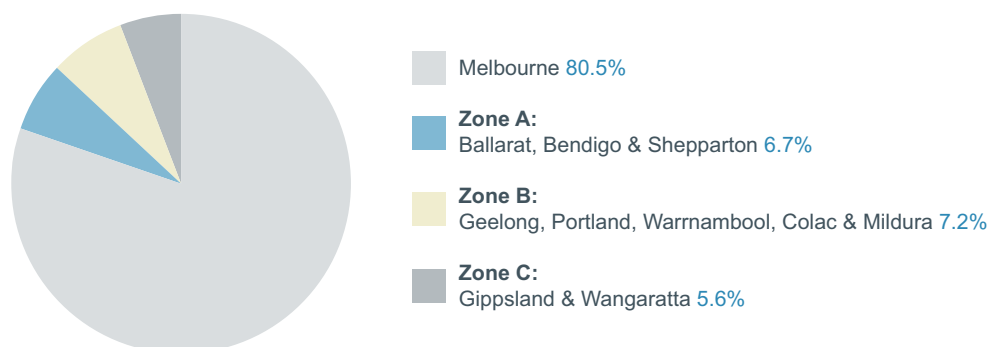 Melbourne 80.5%
Zone A:
Ballarat, Bendigo & Shepparton 6.7%
Zone B:
Geelong, Portland, Warrnambool, Colac & Mildura 7.2%
Zone C:
Gippsland & Wangaratta 5.6%